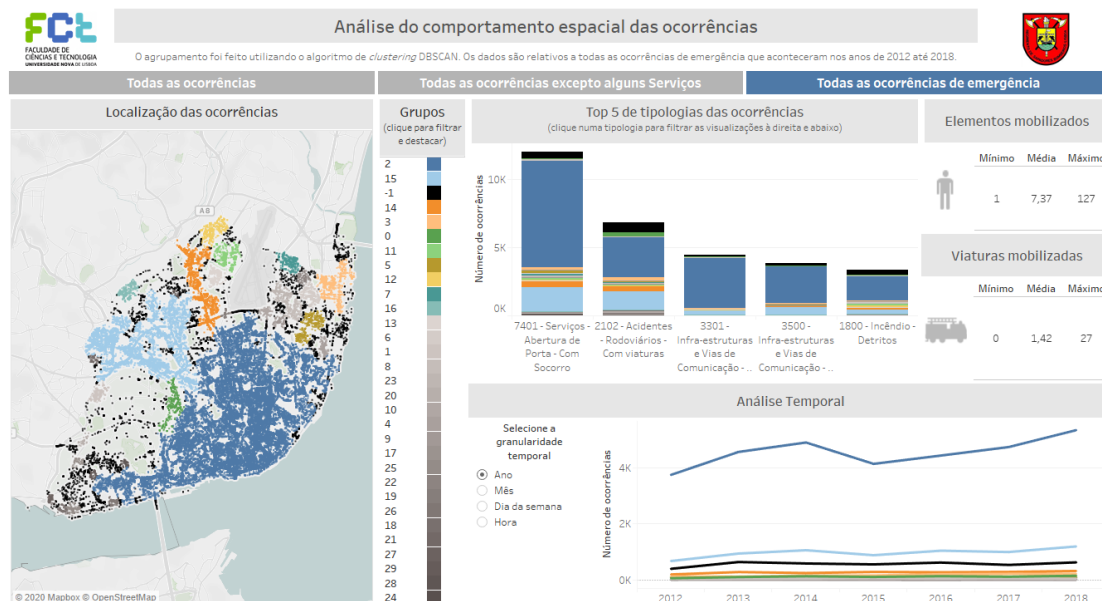 FCt
FACULDADE DE
CIÊNCIAS E TECNOLOGIA
UNIVERSIDADE NOVA DE LISBOA
Análise do comportamento espacial das ocorrências
O agrupamento foi feito utilizando o algoritmo de clustering DBSCAN. Os dados são relativos a todas as ocorrências de emergência que aconteceram nos anos de 2012 até 2018.
Todas as ocorrências
Todas as ocorrências excepto alguns Serviços
Todas as ocorrências de emergência
Localização das ocorrências
A8
© 2020 Mapbox © OpenStreetMap
Grupos
(clique para filtrar
e destacar)
2
15
-1
14
3
0
11
5
12
7
16
13
6
1
8
23
20
10
4
9
17
25
22
19
26
18
21
27
29
28
24
Top 5 de tipologias das ocorrências
(clique numa tipologia para filtrar as visualizações à direita e abaixo)
Número de ocorrências
10K
5K
0K
7401 - Serviços -
Abertura de
Porta - Com
Socorro
2102 - Acidentes
- Rodoviários -
Com viaturas
3301 -
Infra-estruturas
e Vias de
Comunicação - ..
3500 -
Infra-estruturas
e Vias de
Comunicação - ..
1800 - Incêndio -
Detritos
Elementos mobilizados
Mínimo Média Máximo
1 7,37 127
Viaturas mobilizadas
Mínimo Média Máximo
0 1,42 27
Análise Temporal
Selecione a
granularidade
temporal
Ano
Mês
Dia da semana
Hora
Número de ocorrências
4K
2K
0K
2012 2013 2014 2015 2016 2017 2018